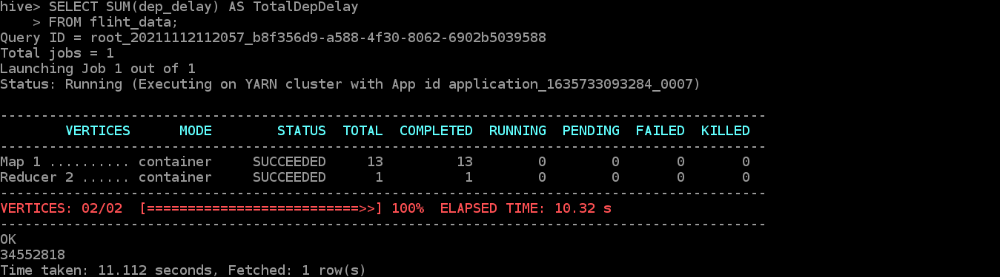 hive> SELECT SUM(dep_delay) AS TotalDepDelay
    > FROM fliht_data;
Query ID = root_20211112112057_b8f356d9-a588-4f30-8062-6902b5039588
Total jobs = 1
Launching Job 1 out of 1
Status: Running (Executing on YARN cluster with App id application_1635733093284_0007)
----------------------------------------------------------------------------------------------
        VERTICES      MODE        STATUS  TOTAL  COMPLETED  RUNNING  PENDING  FAILED  KILLED
----------------------------------------------------------------------------------------------
Map 1 .......... container     SUCCEEDED     13         13        0        0       0       0
Reducer 2 ...... container     SUCCEEDED      1          1        0        0       0       0
----------------------------------------------------------------------------------------------
VERTICES: 02/02  [==========================>>] 100%  ELAPSED TIME: 10.32 s
----------------------------------------------------------------------------------------------
OK
34552818
Time taken: 11.112 seconds, Fetched: 1 row(s)